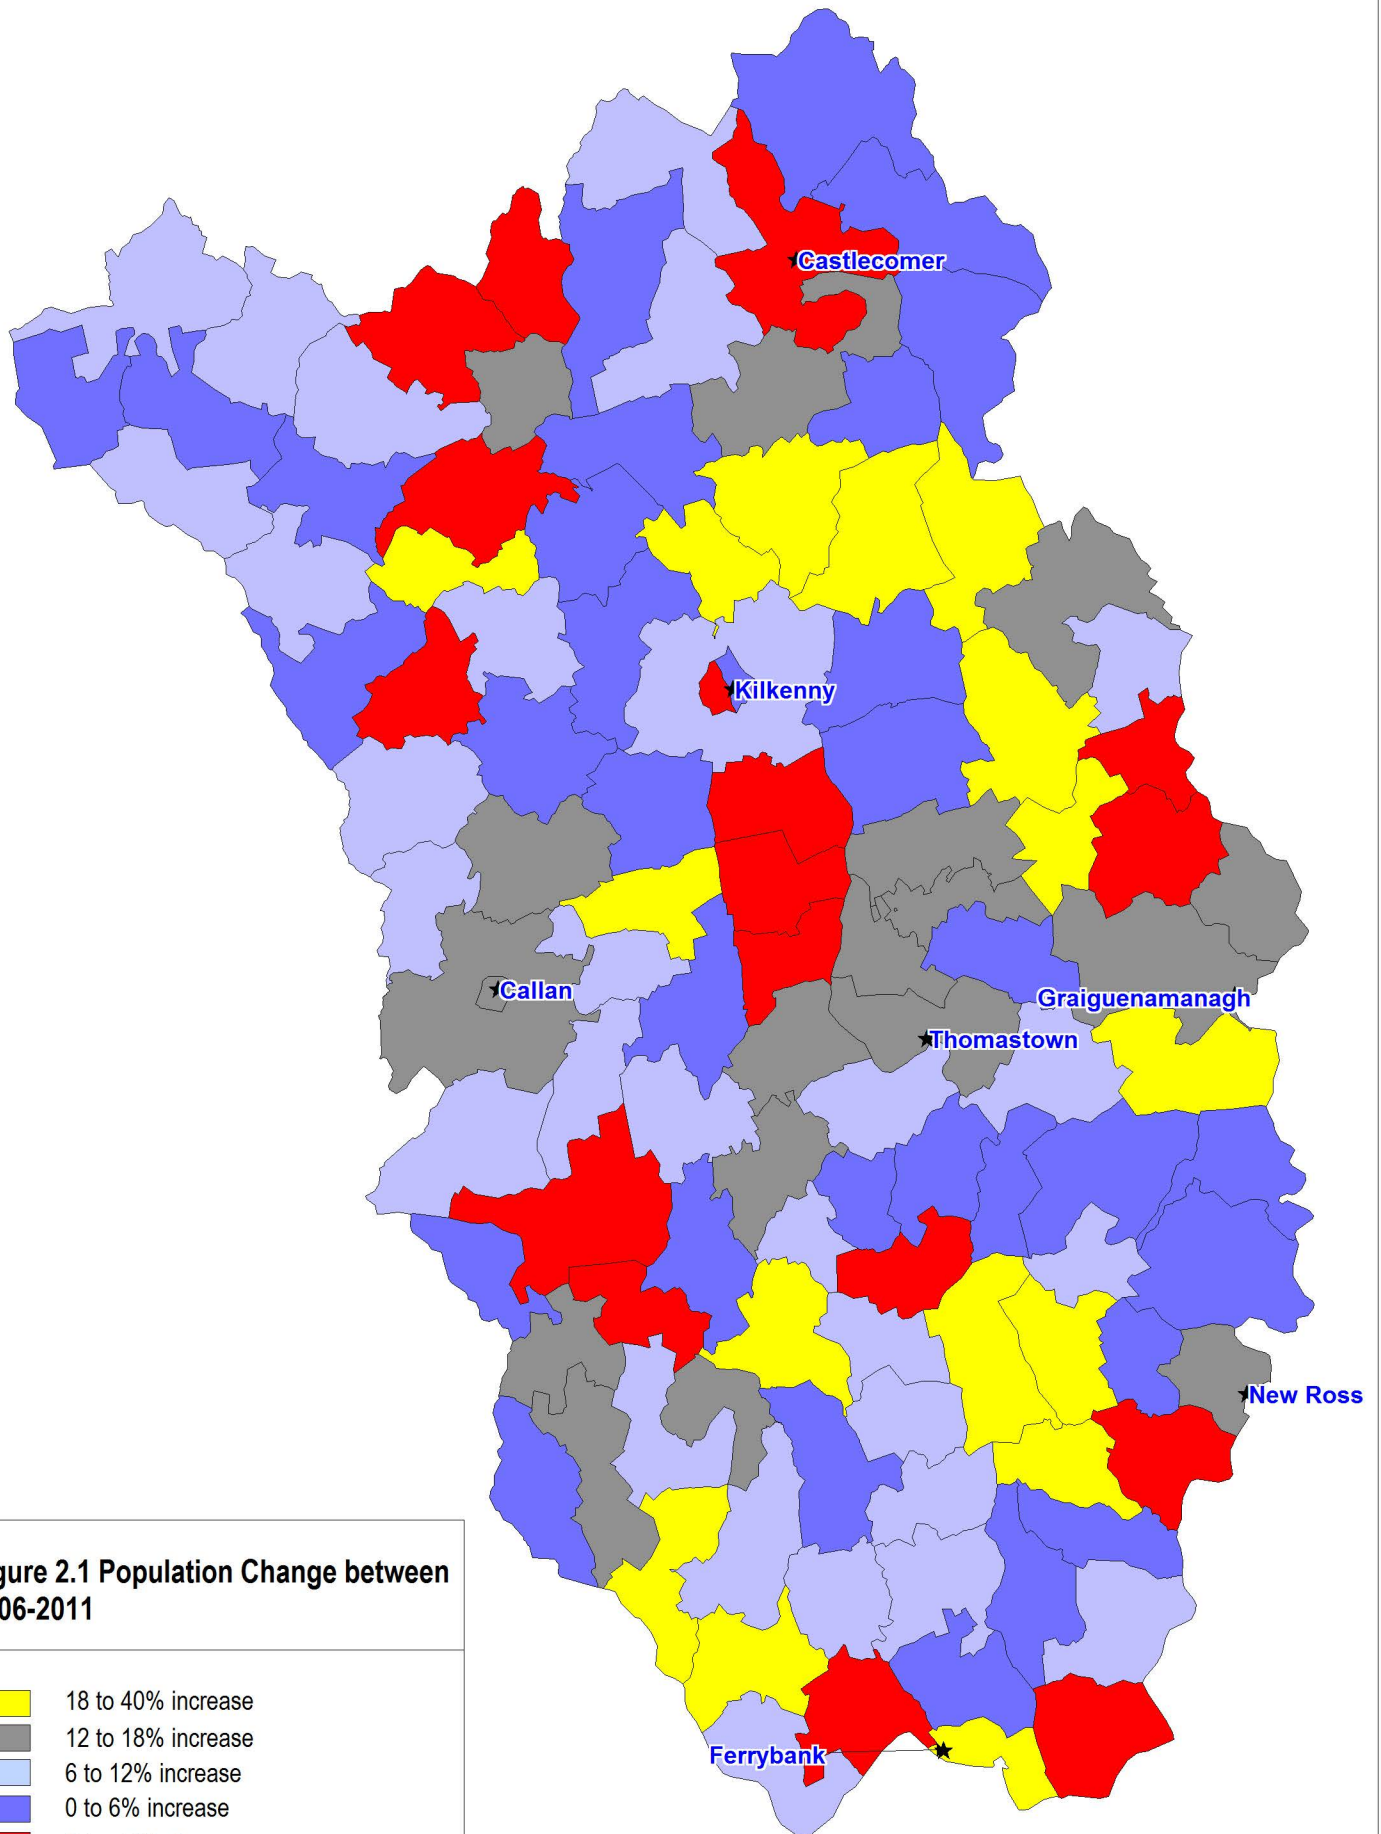 Castlecomer
Kilkenny
Callan
Graiguenamanagh
Thomastown
New Ross
Ferrybank
gure 2.1 Population Change between
06-2011
18 to 40% increase
12 to 18% increase
6 to 12% increase
0 to 6% increase